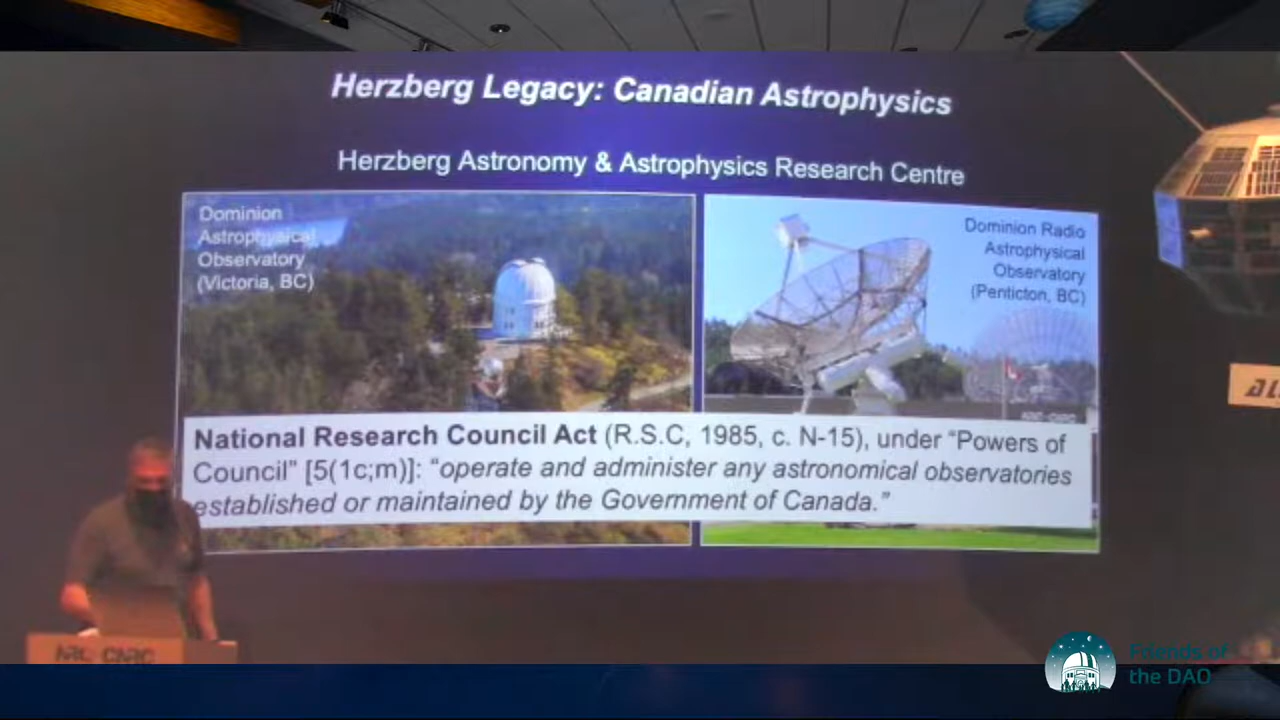 Herzberg Legacy: Canadian Astrophysics
Herzberg Astronomy & Astrophysics Research Centre
Dominion
Astrophysical
Observatory
(Victoria, BC)
Dominion Radio
Astrophysical
Observatory
(Penticton, BC)
National Research Council Act (R.S.C, 1985, c. N-15), under “Powers of
Council” [5(1c;m)]: “operate and administer any astronomical observatories
established or maintained by the Government of Canada.”
NRC CNRC
Friends of
the DAO